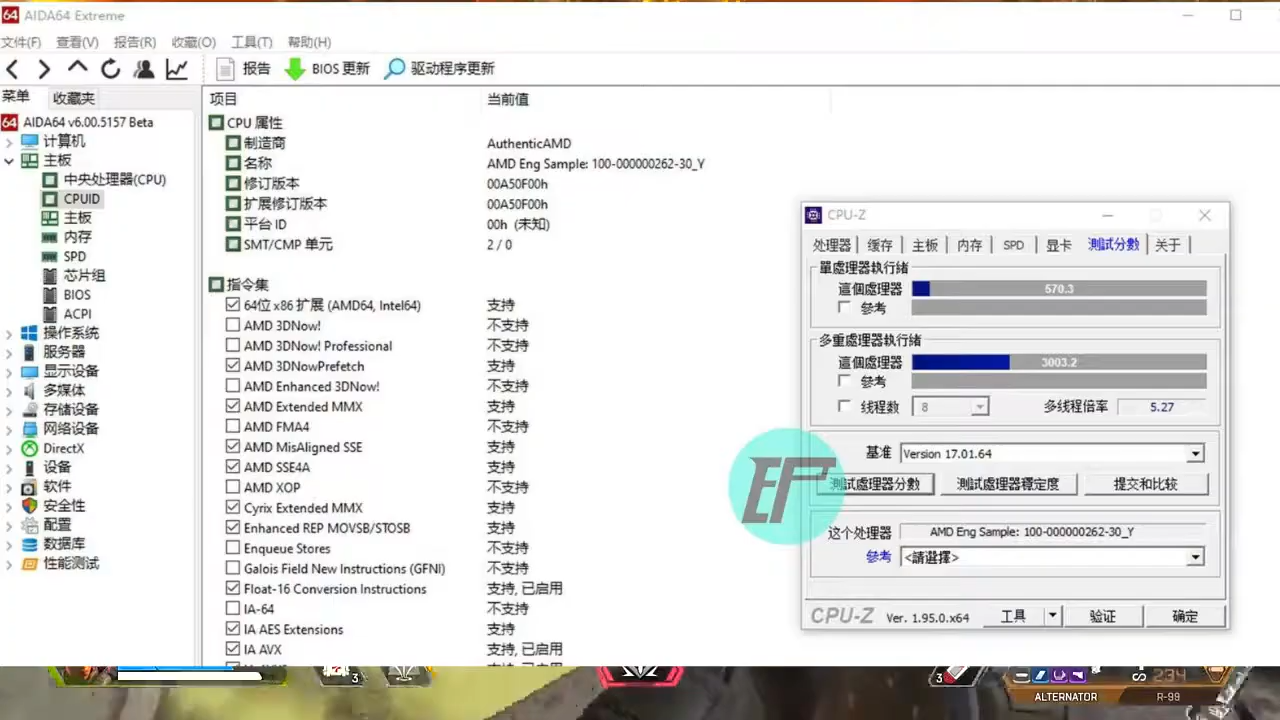 64 AIDA64 Extreme
文件(F) 查看(V) 报告(R) 收藏(O) 工具(T) 帮助(H)
报告 BIOS 更新 驱动程序更新
菜单 收藏夹
64 AIDA64 v6.00.5157 Beta
计算机
主板
中央处理器(CPU)
CPUID
主板
内存
SPD
芯片组
BIOS
ACPI
操作系统
服务器
显示设备
多媒体
存储设备
网络设备
DirectX
设备
软件
安全性
配置
数据库
性能测试
项目 当前值
CPU 属性
制造商 AuthenticAMD
名称 AMD Eng Sample: 100-000000262-30_Y
修订版本 00A50F00h
扩展修订版本 00A50F00h
平台 ID 00h (未知)
SMT/CMP 单元 2 / 0
指令集
64位 x86 扩展 (AMD64, Intel64) 支持
AMD 3DNow! 不支持
AMD 3DNow! Professional 不支持
AMD 3DNowPrefetch 支持
AMD Enhanced 3DNow! 不支持
AMD Extended MMX 支持
AMD FMA4 不支持
AMD MisAligned SSE 支持
AMD SSE4A 支持
AMD XOP 不支持
Cyrix Extended MMX 支持
Enhanced REP MOVSB/STOSB 支持
Enqueue Stores 不支持
Galois Field New Instructions (GFNI) 不支持
Float-16 Conversion Instructions 支持, 已启用
IA-64 不支持
IA AES Extensions 支持
IA AVX 支持, 已启用
CPU-Z
处理器 缓存 主板 内存 SPD 显卡 測試分數 关于
單處理器執行緒
這個處理器 570.3
參考
多重處理器執行緒
這個處理器 3003.2
參考
线程数 8 多线程倍率 5.27
基准 Version 17.01.64
測試處理器分數 測試處理器穩定度 提交和比较
这个处理器 AMD Eng Sample: 100-000000262-30_Y
參考 <請選擇>
CPU-Z Ver. 1.95.0.x64 工具 验证 确定
EFT
3 3 234
ALTERNATOR R-99